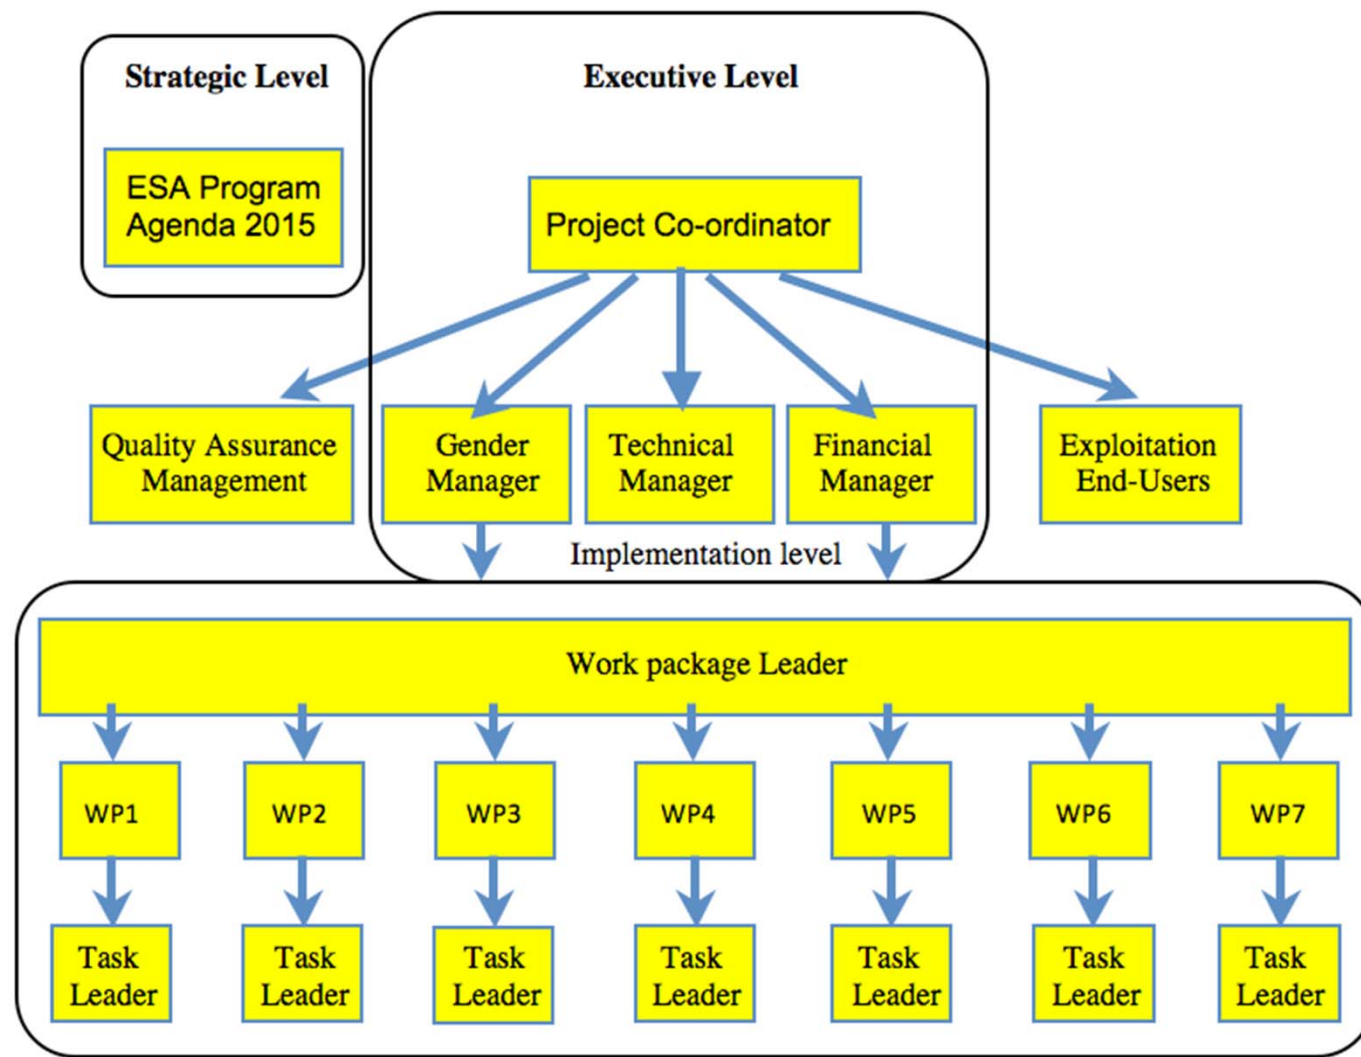 Strategic Level
ESA Program
Agenda 2015
Executive Level
Project Co-ordinator
Quality Assurance
Management
Gender
Manager
Technical
Manager
Financial
Manager
Exploitation
End-Users
Implementation level
Work package Leader
WP1
WP2
WP3
WP4
WP5
WP6
WP7
Task
Leader
Task
Leader
Task
Leader
Task
Leader
Task
Leader
Task
Leader
Task
Leader